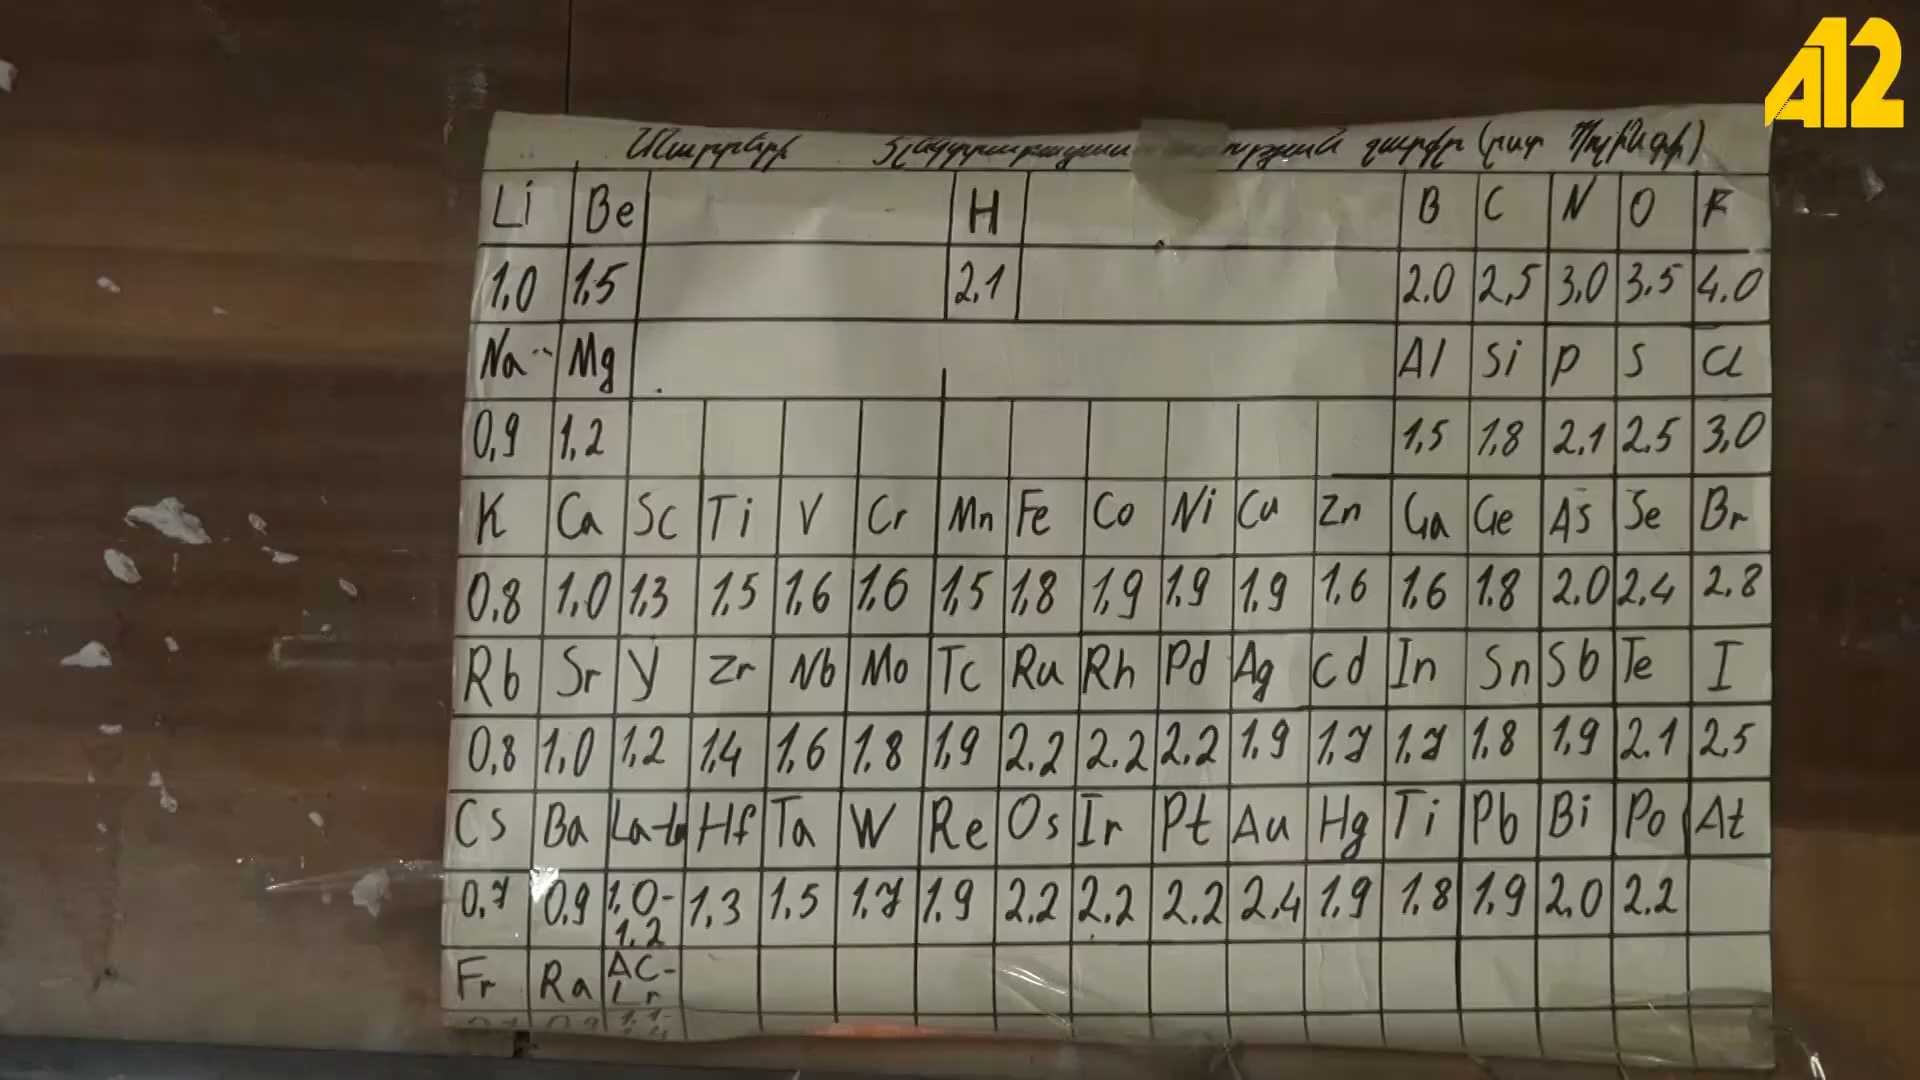 A12
Տարրերի (ըստ Պոլինգի)
Li Be H B C N O F
1,0 1,5 2,1 2.0 2,5 3,0 3.5 4.0
Na Mg Al Si P S Cl
0,9 1,2 1,5 1,8 2,1 2,5 3,0
K Ca Sc Ti V Cr Mn Fe Co Ni Cu Zn Ga Ge As Se Br
0,8 1,0 1,3 1,5 1,6 1,6 1,5 1,8 1,9 1,9 1,9 1,6 1,6 1.8 2.0 2,4 2,8
Rb Sr Y Zr Nb Mo Tc Ru Rh Pd Ag Cd In Sn Sb Te I
0,8 1,0 1,2 1,4 1,6 1,8 1,9 2.2 2.2 2.2 1,9 1,7 1,7 1,8 1,9 2.1 2,5
Cs Ba La-Lu Hf Ta W Re Os Ir Pt Au Hg Ti Pb Bi Po At
0,7 0,9 1,0-1,2 1,3 1,5 1,7 1,9 2.2 2.2 2.2 2,4 1,9 1,8 1,9 2,0 2.2
Fr Ra AC-Lr